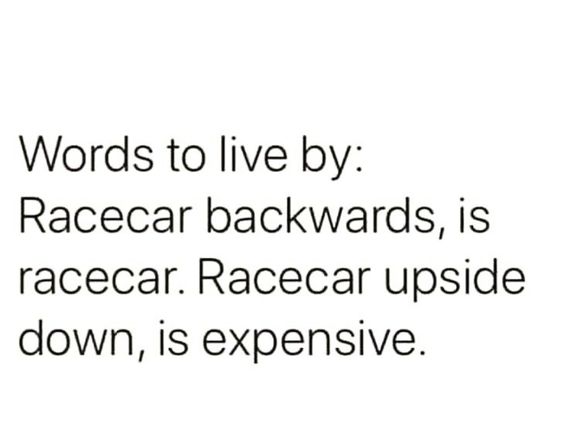 Words to live by:
Racecar backwards, is
racecar. Racecar upside
down, is expensive.